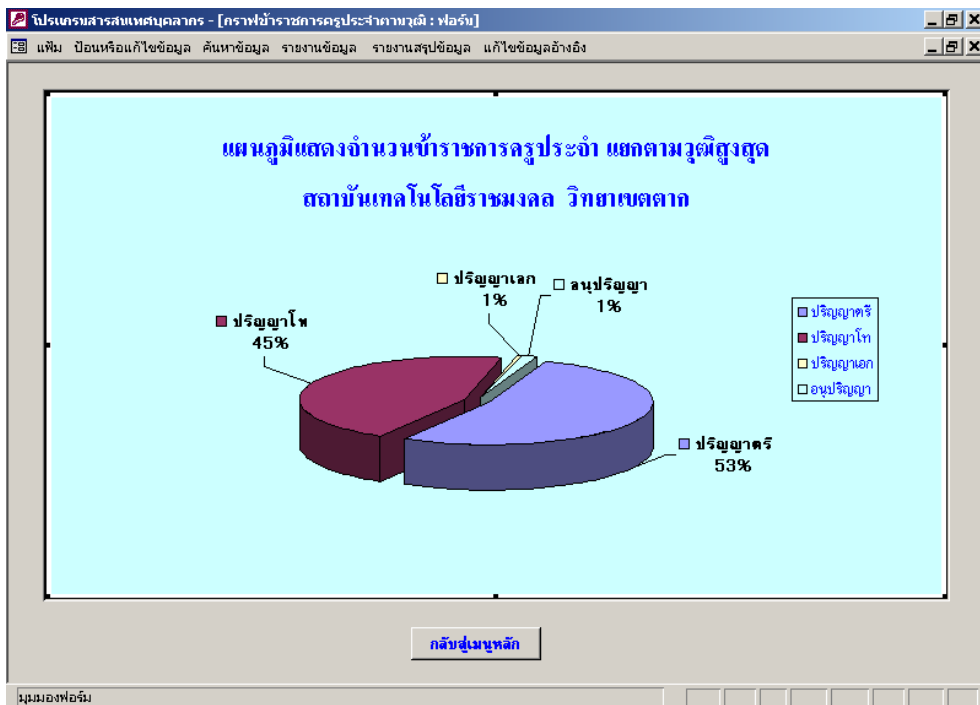 โปรแกรมสารสนเทศบุคลากร - [กราฟข้าราชการครูประจำตามวุฒิ : ฟอร์ม]
แฟ้ม ป้อนหรือแก้ไขข้อมูล ค้นหาข้อมูล รายงานข้อมูล รายงานสรุปข้อมูล แก้ไขข้อมูลอ้างอิง
แผนภูมิแสดงจำนวนข้าราชการครูประจำ แยกตามวุฒิสูงสุด
สถาบันเทคโนโลยีราชมงคล วิทยาเขตตาก
ปริญญาเอก
1%
อนุปริญญา
1%
ปริญญาโท
45%
ปริญญาตรี
53%
ปริญญาตรี
ปริญญาโท
ปริญญาเอก
อนุปริญญา
กลับสู่เมนูหลัก
มุมมองฟอร์ม